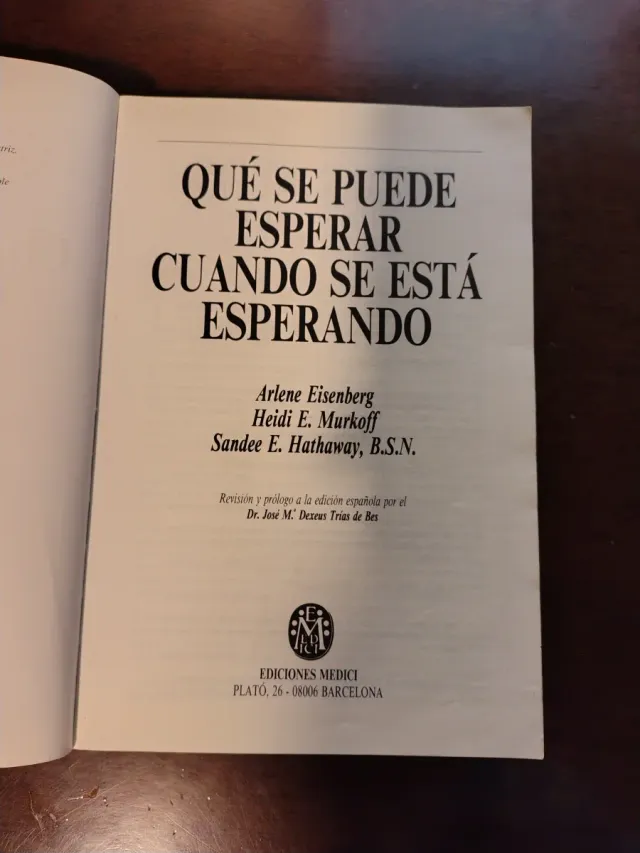 QUÉ SE PUEDE
ESPERAR
CUANDO SE ESTÁ
ESPERANDO
Arlene Eisenberg
Heidi E. Murkoff
Sandee E. Hathaway, B.S.N.
Revisión y prólogo a la edición española por el
Dr. José M.ª Dexeus Trías de Bes
EDICIONES MEDICI
PLATÓ, 26 - 08006 BARCELONA